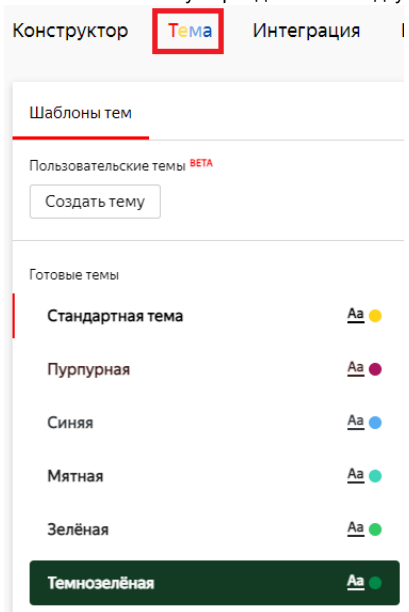 Конструктор Тема Интеграция
Шаблоны тем
Пользовательские темы BETA
Создать тему
Готовые темы
Стандартная тема Aa
Пурпурная Aa
Синяя Aa
Мятная Aa
Зелёная Aa
Темнозелёная Aa